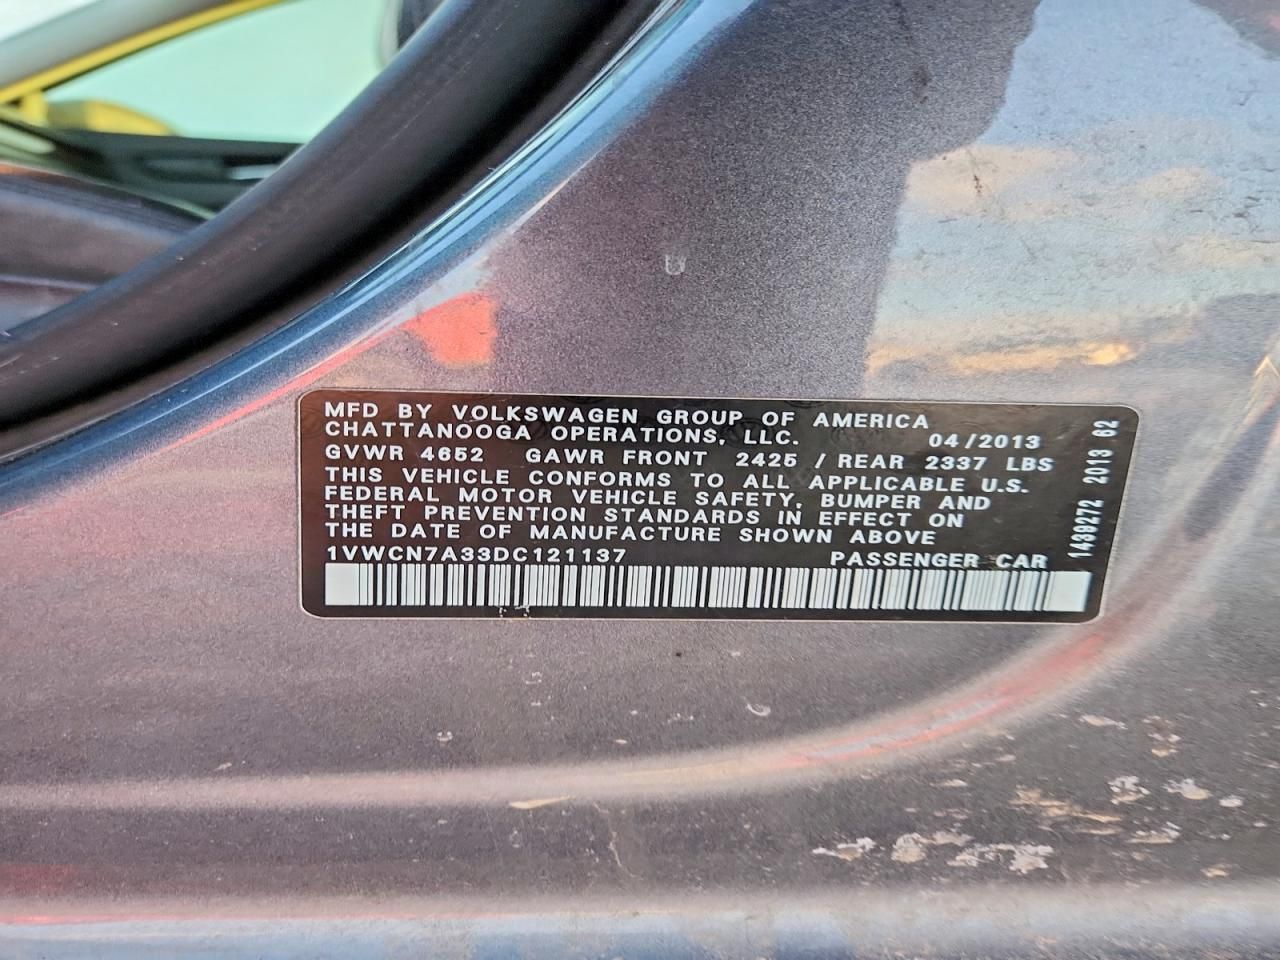 MFD BY VOLKSWAGEN GROUP OF AMERICA
CHATTANOOGA OPERATIONS, LLC. 04/2013
GVWR 4652 GAWR FRONT 2425 / REAR 2337 LBS
THIS VEHICLE CONFORMS TO ALL APPLICABLE U.S.
FEDERAL MOTOR VEHICLE SAFETY, BUMPER AND
THEFT PREVENTION STANDARDS IN EFFECT ON
THE DATE OF MANUFACTURE SHOWN ABOVE
1VWCN7A33DC121137 PASSENGER CAR
1439272 2013 62